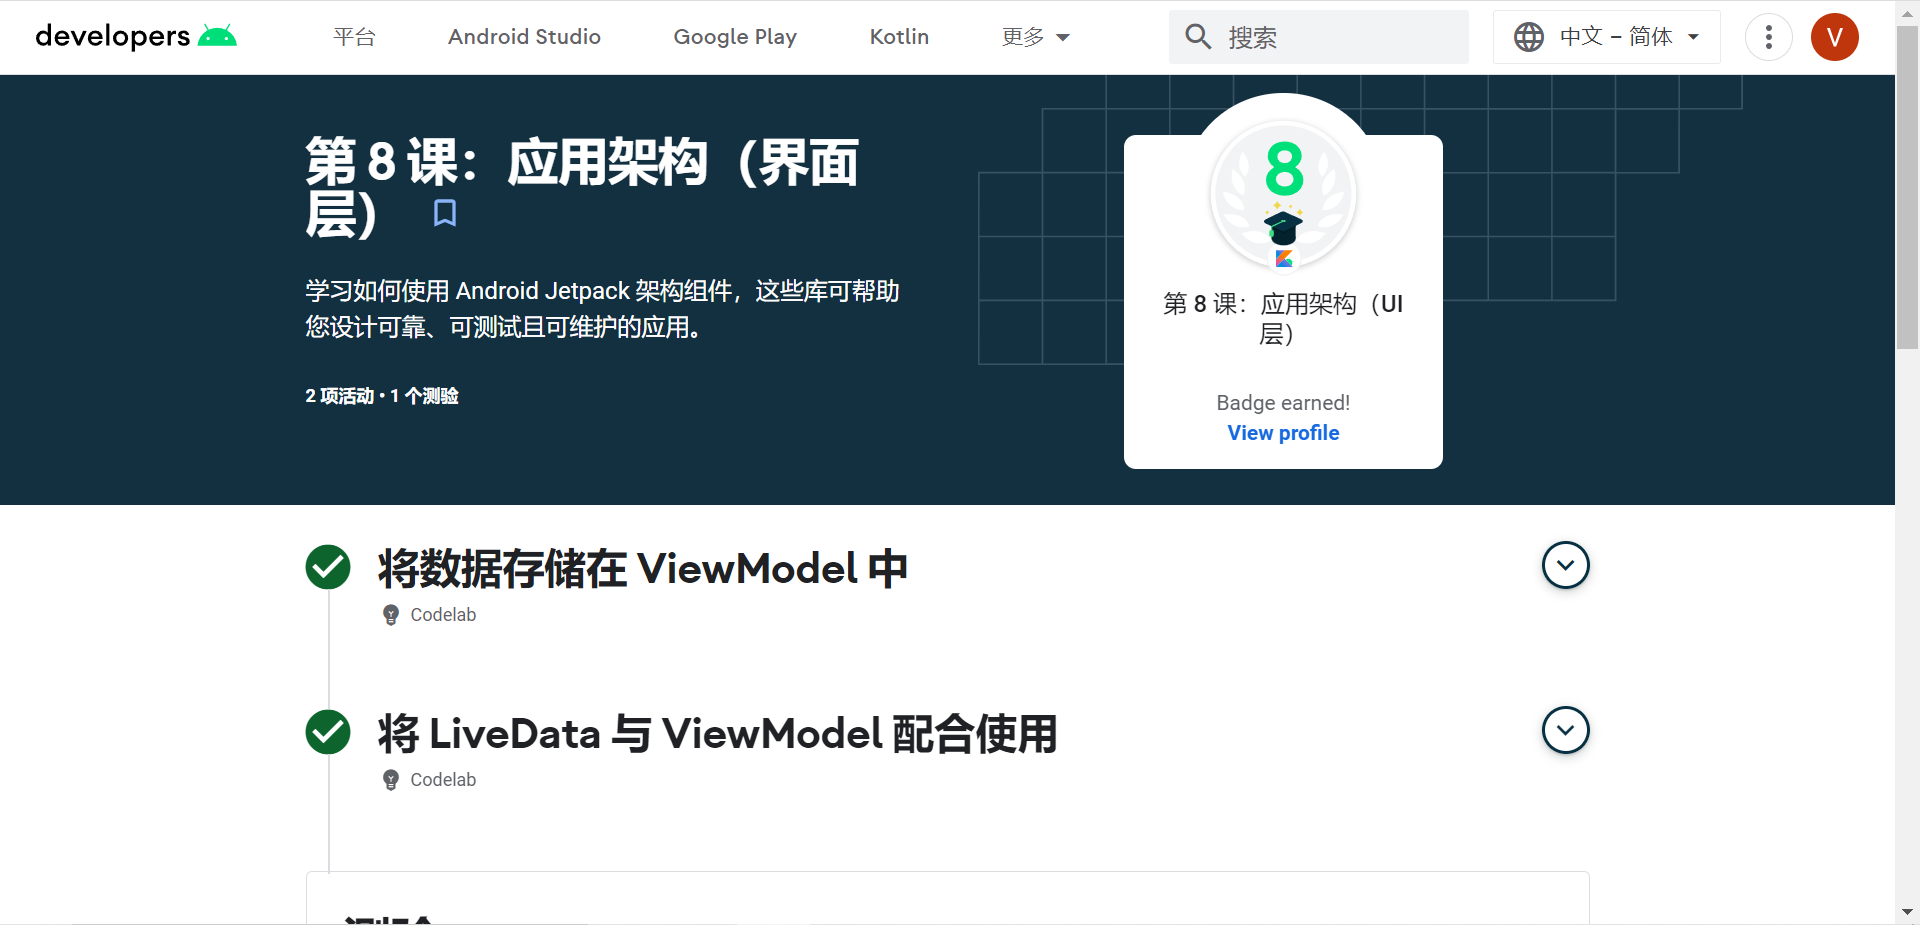 developers
平台
Android Studio
Google Play
Kotlin
更多
搜索
中文 – 简体
V
第 8 课：应用架构（界面
层）
学习如何使用 Android Jetpack 架构组件，这些库可帮助
您设计可靠、可测试且可维护的应用。
2 项活动 • 1 个测验
8
第 8 课：应用架构（UI
层）
Badge earned!
View profile
将数据存储在 ViewModel 中
Codelab
将 LiveData 与 ViewModel 配合使用
Codelab